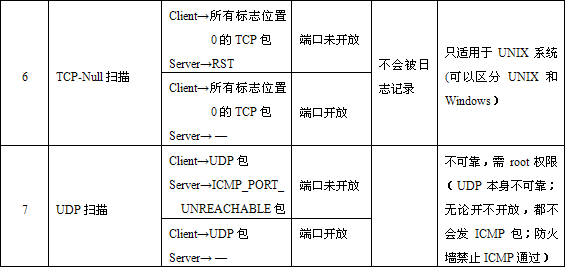 6
TCP-Null 扫描
Client→所有标志位置
0的 TCP 包
Server→RST
端口未开放
Client→所有标志位置
0的 TCP 包
Server→ —
端口开放
不会被日
志记录
只适用于 UNIX 系统
(可以区分 UNIX 和
Windows）
7
UDP 扫描
Client→UDP 包
Server→ICMP_PORT_
UNREACHABLE 包
端口未开放
Client→UDP 包
Server→ —
端口开放
不可靠，需 root 权限
（UDP 本身不可靠；
无论开不开放，都不
会发 ICMP 包；防火
墙禁止 ICMP 通过）